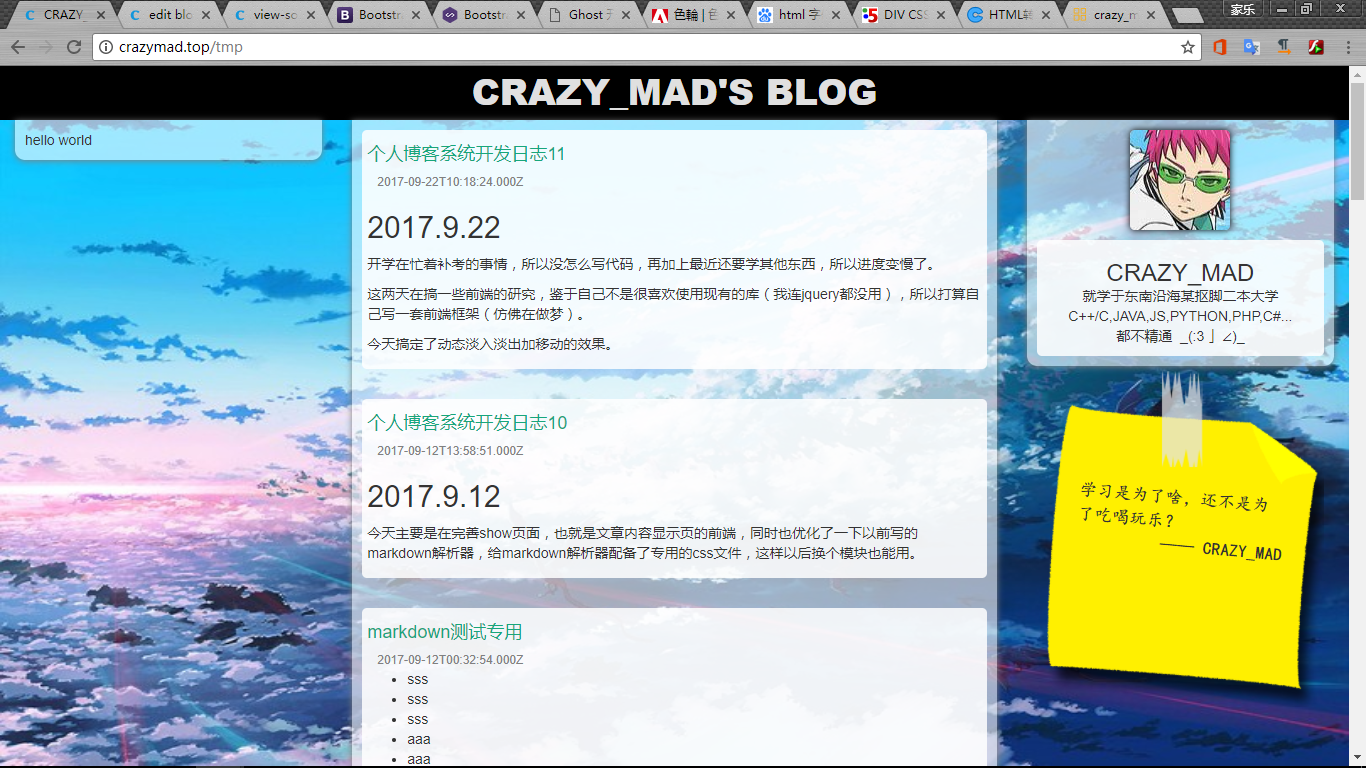 CRAZY_
edit blo
view-so
Bootstr
Bootstr
Ghost
色輪 | 色
html 字
DIV CSS
HTML转
crazy_m
家乐
crazymad.top/tmp
CRAZY_MAD'S BLOG
hello world
个人博客系统开发日志11
2017-09-22T10:18:24.000Z
2017.9.22
开学在忙着补考的事情，所以没怎么写代码，再加上最近还要学其他东西，所以进度变慢了。
这两天在搞一些前端的研究，鉴于自己不是很喜欢使用现有的库（我连jquery都没用），所以打算自
己写一套前端框架（仿佛在做梦）。
今天搞定了动态淡入淡出加移动的效果。
个人博客系统开发日志10
2017-09-12T13:58:51.000Z
2017.9.12
今天主要是在完善show页面，也就是文章内容显示页的前端，同时也优化了一下以前写的
markdown解析器，给markdown解析器配备了专用的css文件，这样以后换个模块也能用。
markdown测试专用
2017-09-12T00:32:54.000Z
sss
sss
sss
aaa
aaa
CRAZY_MAD
就学于东南沿海某抠脚二本大学
C++/C,JAVA,JS,PYTHON,PHP,C#...
都不精通 _(:3 」∠)_
学习是为了啥，还不是为
了吃喝玩乐？
—— CRAZY_MAD